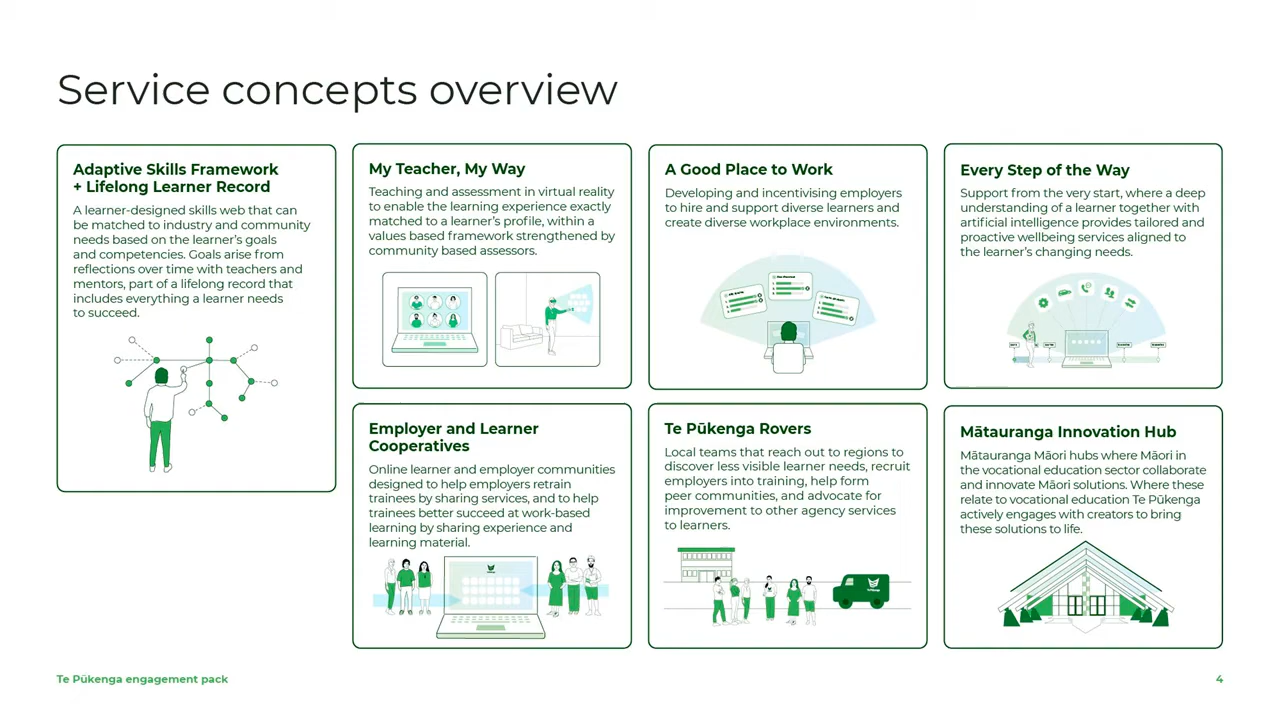 Service concepts overview
Adaptive Skills Framework
+ Lifelong Learner Record
A learner-designed skills web that can
be matched to industry and community
needs based on the learner's goals
and competencies. Goals arise from
reflections over time with teachers and
mentors, part of a lifelong record that
includes everything a learner needs
to succeed.
My Teacher, My Way
Teaching and assessment in virtual reality
to enable the learning experience exactly
matched to a learner's profile, within a
values based framework strengthened by
community based assessors.
A Good Place to Work
Developing and incentivising employers
to hire and support diverse learners and
create diverse workplace environments.
Every Step of the Way
Support from the very start, where a deep
understanding of a learner together with
artificial intelligence provides tailored and
proactive wellbeing services aligned to
the learner's changing needs.
Employer and Learner
Cooperatives
Online learner and employer communities
designed to help employers retrain
trainees by sharing services, and to help
trainees better succeed at work-based
learning by sharing experience and
learning material.
Te Pūkenga Rovers
Local teams that reach out to regions to
discover less visible learner needs, recruit
employers into training, help form
peer communities, and advocate for
improvement to other agency services
to learners.
Mātauranga Innovation Hub
Mātauranga Māori hubs where Māori in
the vocational education sector collaborate
and innovate Māori solutions. Where these
relate to vocational education Te Pūkenga
actively engages with creators to bring
these solutions to life.
Te Pūkenga engagement pack
4